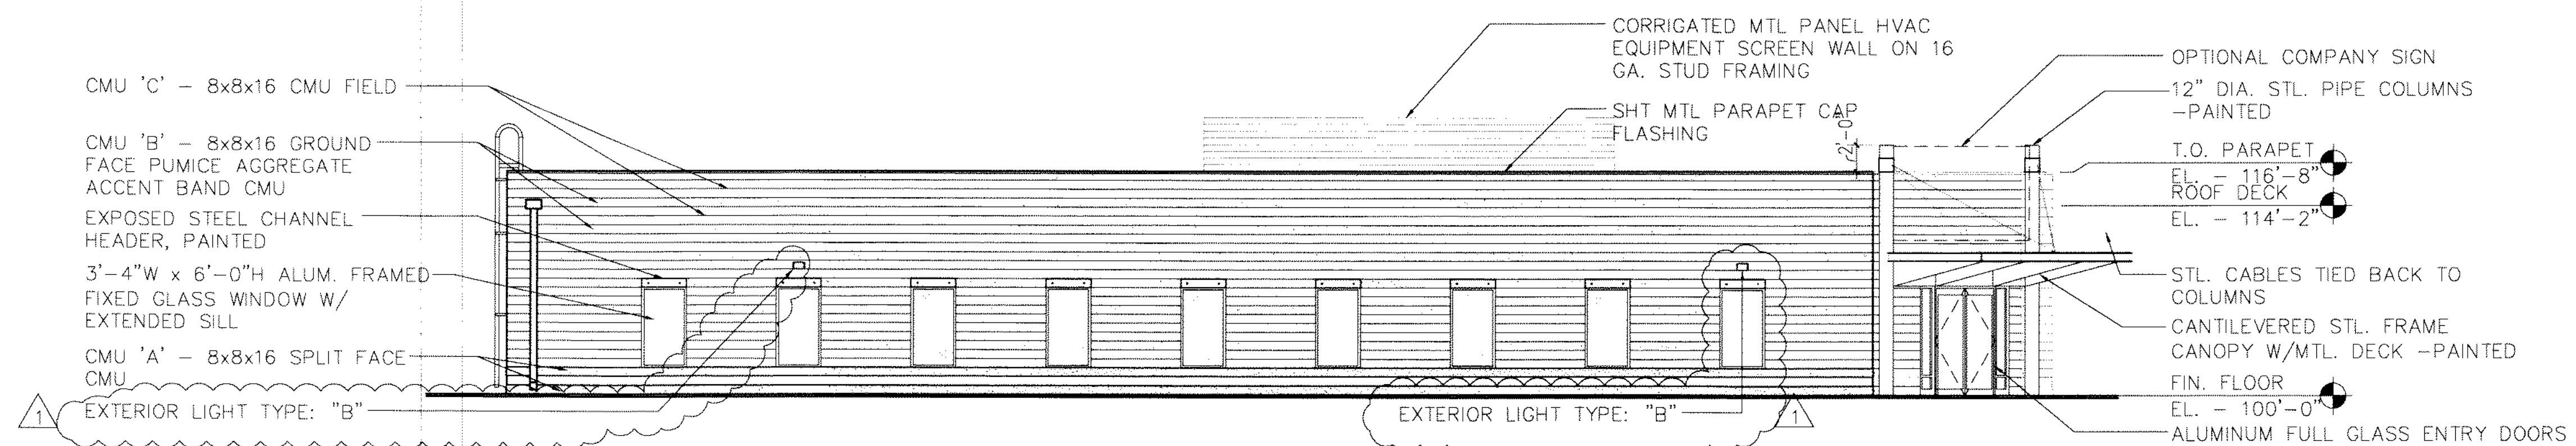 CMU 'C' – 8x8x16 CMU FIELD
CMU 'B' – 8x8x16 GROUND
FACE PUMICE AGGREGATE
ACCENT BAND CMU
EXPOSED STEEL CHANNEL
HEADER, PAINTED
3'-4"W x 6'-0"H ALUM. FRAMED
FIXED GLASS WINDOW W/
EXTENDED SILL
CMU 'A' – 8x8x16 SPLIT FACE
CMU
1
EXTERIOR LIGHT TYPE: "B"
CORRIGATED MTL PANEL HVAC
EQUIPMENT SCREEN WALL ON 16
GA. STUD FRAMING
SHT MTL PARAPET CAP
FLASHING
2'-0"
EXTERIOR LIGHT TYPE: "B"
1
OPTIONAL COMPANY SIGN
12" DIA. STL. PIPE COLUMNS
-PAINTED
T.O. PARAPET
EL. – 116'-8"
ROOF DECK
EL. – 114'-2"
STL. CABLES TIED BACK TO
COLUMNS
CANTILEVERED STL. FRAME
CANOPY W/MTL. DECK -PAINTED
FIN. FLOOR
EL. – 100'-0"
ALUMINUM FULL GLASS ENTRY DOORS